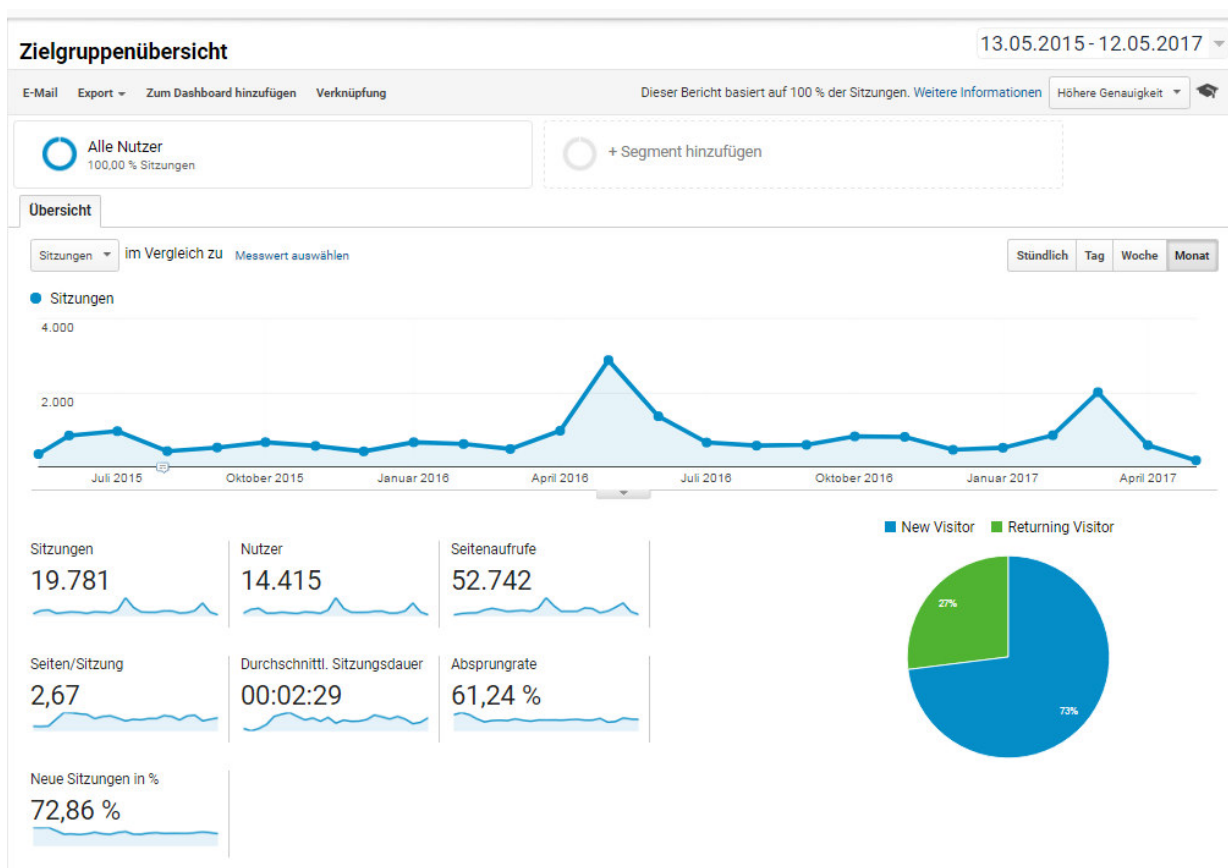 Zielgruppenübersicht
13.05.2015 - 12.05.2017
E-Mail Export Zum Dashboard hinzufügen Verknüpfung
Dieser Bericht basiert auf 100 % der Sitzungen. Weitere Informationen Höhere Genauigkeit
Alle Nutzer
100,00 % Sitzungen
+ Segment hinzufügen
Übersicht
Sitzungen im Vergleich zu Messwert auswählen
Stündlich Tag Woche Monat
Sitzungen
4.000
2.000
Juli 2015 Oktober 2015 Januar 2016 April 2016 Juli 2016 Oktober 2016 Januar 2017 April 2017
New Visitor Returning Visitor
Sitzungen
19.781
Nutzer
14.415
Seitenaufrufe
52.742
Seiten/Sitzung
2,67
Durchschnittl. Sitzungsdauer
00:02:29
Absprungrate
61,24 %
Neue Sitzungen in %
72,86 %
27%
73%